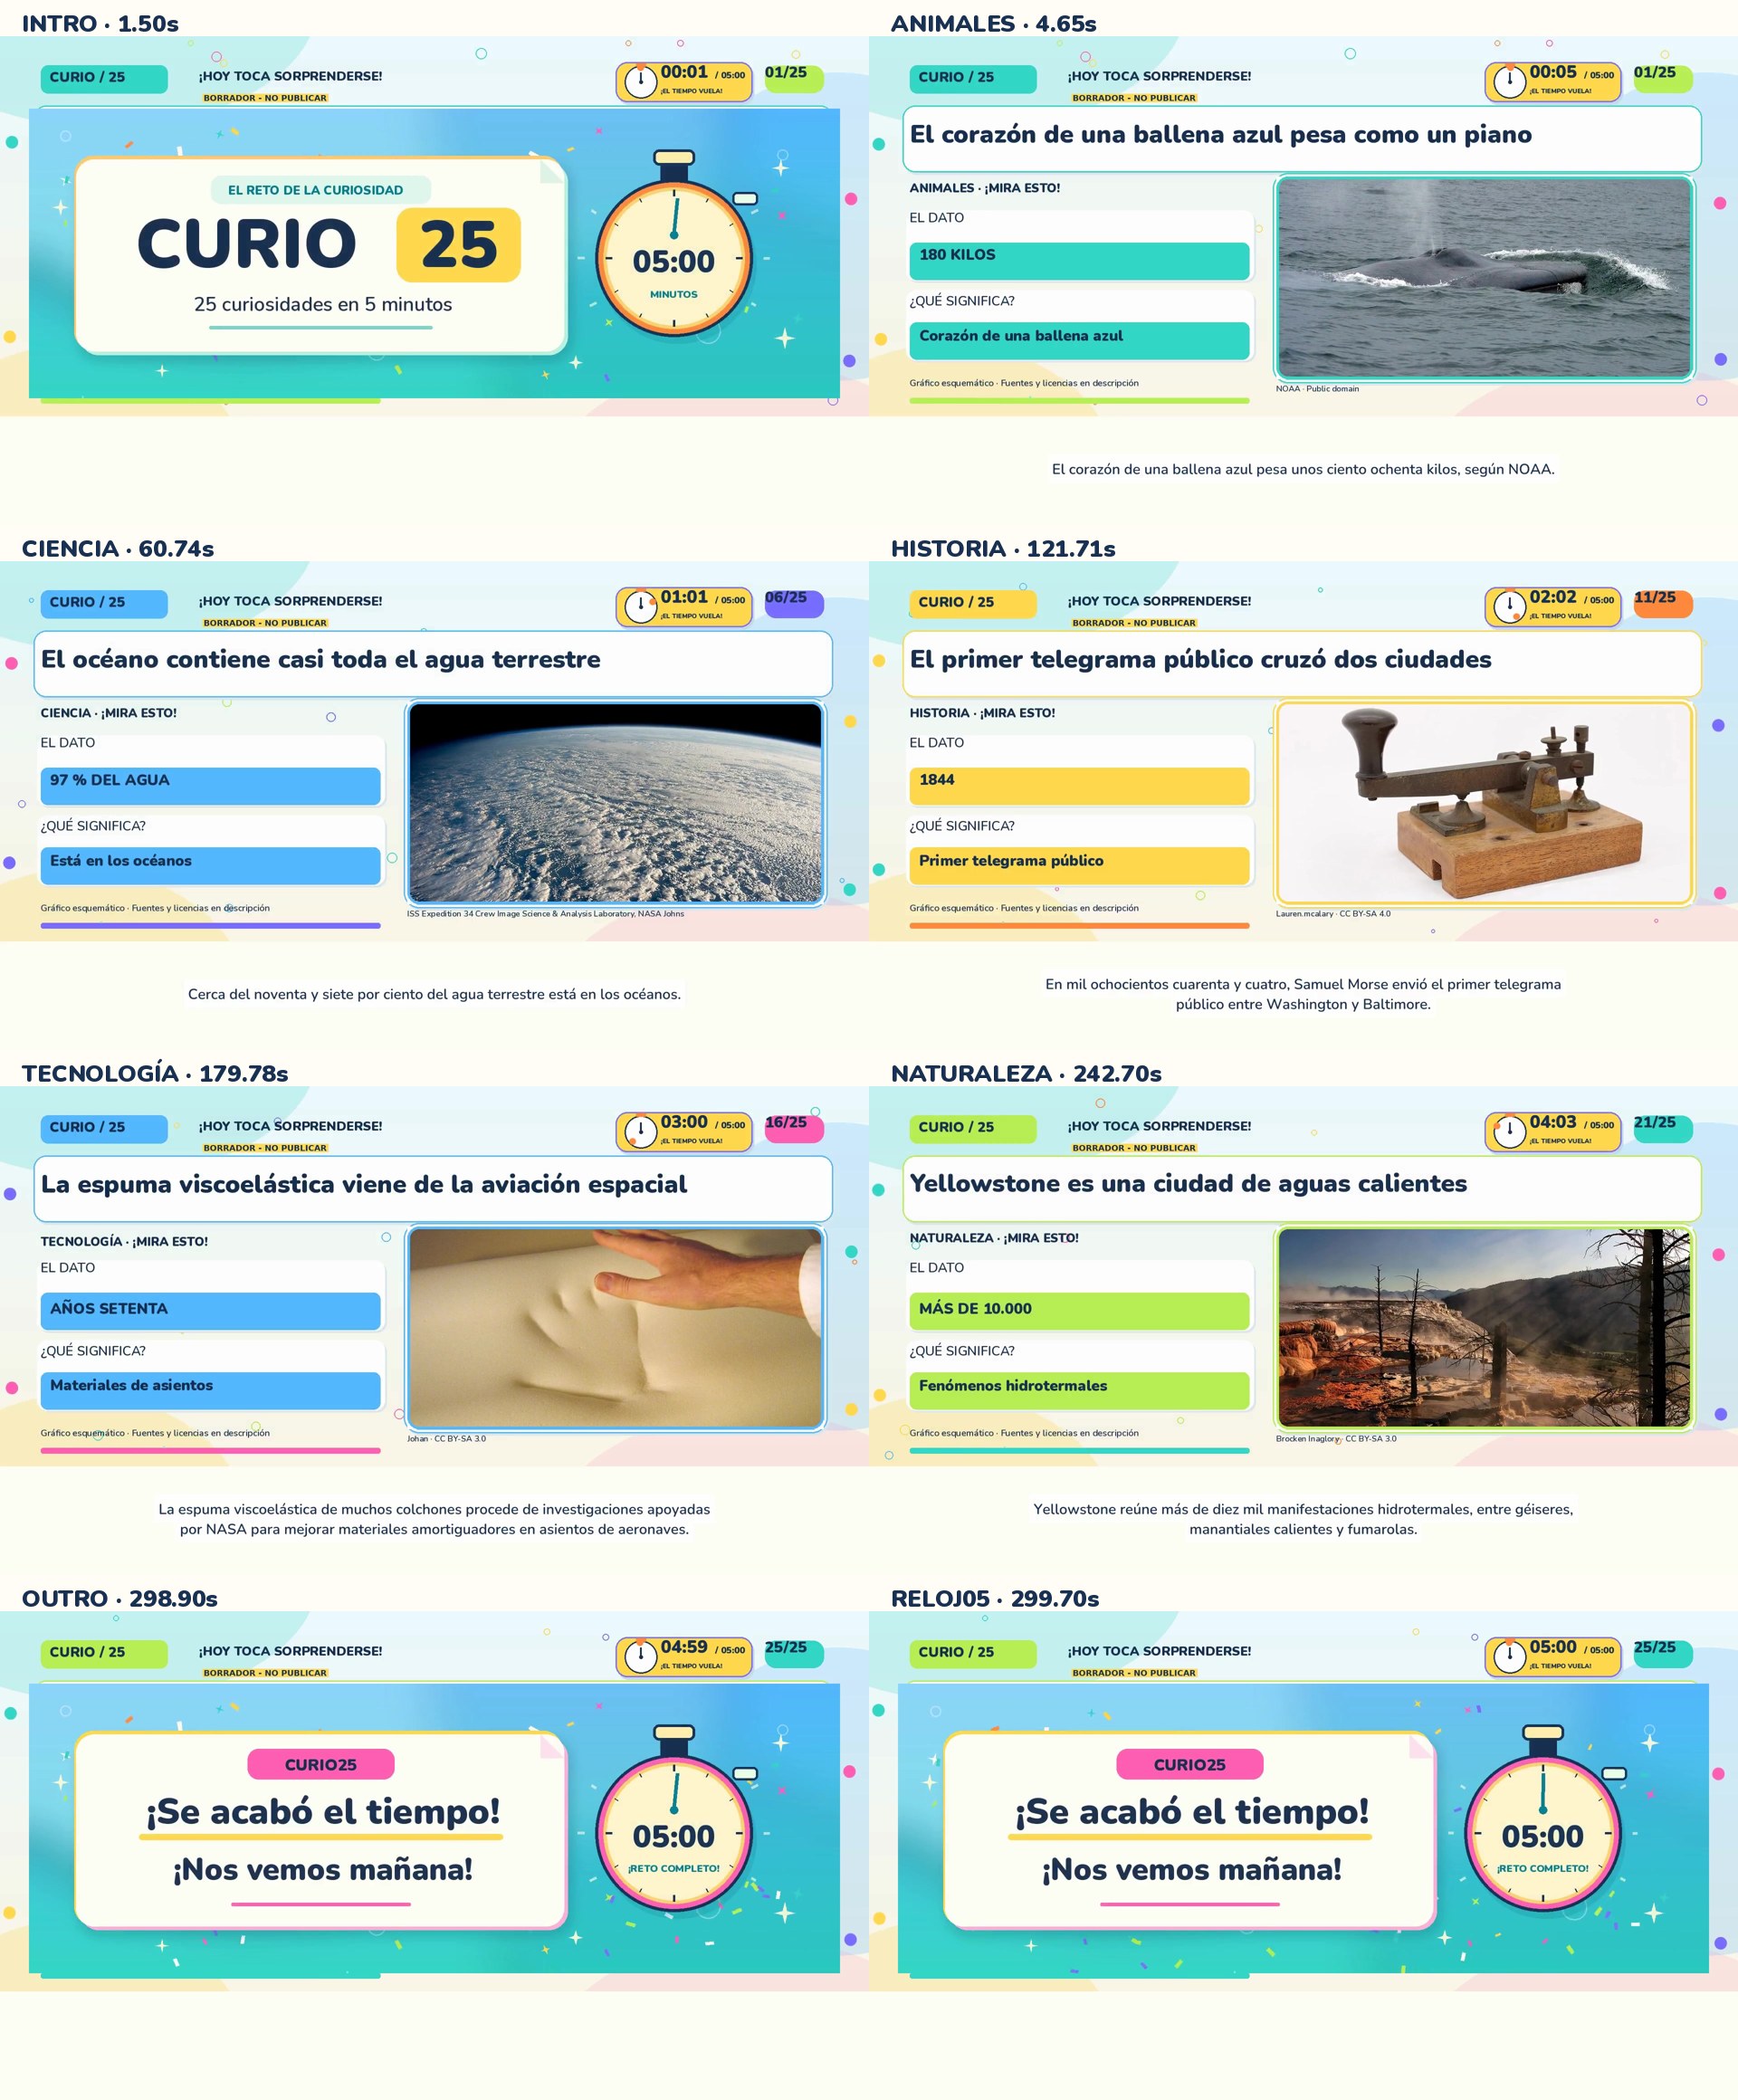 INTRO · 1.50s
CURIO / 25
¡HOY TOCA SORPRENDERSE!
BORRADOR - NO PUBLICAR
00:01 / 05:00
¡EL TIEMPO VUELA!
01/25
EL RETO DE LA CURIOSIDAD
CURIO 25
25 curiosidades en 5 minutos
05:00
MINUTOS
ANIMALES · 4.65s
CURIO / 25
¡HOY TOCA SORPRENDERSE!
BORRADOR - NO PUBLICAR
00:05 / 05:00
¡EL TIEMPO VUELA!
01/25
El corazón de una ballena azul pesa como un piano
ANIMALES · ¡MIRA ESTO!
EL DATO
180 KILOS
¿QUÉ SIGNIFICA?
Corazón de una ballena azul
Gráfico esquemático · Fuentes y licencias en descripción
NOAA · Public domain
El corazón de una ballena azul pesa unos ciento ochenta kilos, según NOAA.
CIENCIA · 60.74s
CURIO / 25
¡HOY TOCA SORPRENDERSE!
BORRADOR - NO PUBLICAR
01:01 / 05:00
¡EL TIEMPO VUELA!
06/25
El océano contiene casi toda el agua terrestre
CIENCIA · ¡MIRA ESTO!
EL DATO
97 % DEL AGUA
¿QUÉ SIGNIFICA?
Está en los océanos
Gráfico esquemático · Fuentes y licencias en descripción
ISS Expedition 34 Crew Image Science & Analysis Laboratory, NASA Johns
Cerca del noventa y siete por ciento del agua terrestre está en los océanos.
HISTORIA · 121.71s
CURIO / 25
¡HOY TOCA SORPRENDERSE!
BORRADOR - NO PUBLICAR
02:02 / 05:00
¡EL TIEMPO VUELA!
11/25
El primer telegrama público cruzó dos ciudades
HISTORIA · ¡MIRA ESTO!
EL DATO
1844
¿QUÉ SIGNIFICA?
Primer telegrama público
Gráfico esquemático · Fuentes y licencias en descripción
Lauren.mcalary · CC BY-SA 4.0
En mil ochocientos cuarenta y cuatro, Samuel Morse envió el primer telegrama
público entre Washington y Baltimore.
TECNOLOGÍA · 179.78s
CURIO / 25
¡HOY TOCA SORPRENDERSE!
BORRADOR - NO PUBLICAR
03:00 / 05:00
¡EL TIEMPO VUELA!
16/25
La espuma viscoelástica viene de la aviación espacial
TECNOLOGÍA · ¡MIRA ESTO!
EL DATO
AÑOS SETENTA
¿QUÉ SIGNIFICA?
Materiales de asientos
Gráfico esquemático · Fuentes y licencias en descripción
Johan · CC BY-SA 3.0
La espuma viscoelástica de muchos colchones procede de investigaciones apoyadas
por NASA para mejorar materiales amortiguadores en asientos de aeronaves.
NATURALEZA · 242.70s
CURIO / 25
¡HOY TOCA SORPRENDERSE!
BORRADOR - NO PUBLICAR
04:03 / 05:00
¡EL TIEMPO VUELA!
21/25
Yellowstone es una ciudad de aguas calientes
NATURALEZA · ¡MIRA ESTO!
EL DATO
MÁS DE 10.000
¿QUÉ SIGNIFICA?
Fenómenos hidrotermales
Gráfico esquemático · Fuentes y licencias en descripción
Brocken Inaglory · CC BY-SA 3.0
Yellowstone reúne más de diez mil manifestaciones hidrotermales, entre géiseres,
manantiales calientes y fumarolas.
OUTRO · 298.90s
CURIO / 25
¡HOY TOCA SORPRENDERSE!
BORRADOR - NO PUBLICAR
04:59 / 05:00
¡EL TIEMPO VUELA!
25/25
CURIO25
¡Se acabó el tiempo!
¡Nos vemos mañana!
05:00
¡RETO COMPLETO!
RELOJ05 · 299.70s
CURIO / 25
¡HOY TOCA SORPRENDERSE!
BORRADOR - NO PUBLICAR
05:00 / 05:00
¡EL TIEMPO VUELA!
25/25
CURIO25
¡Se acabó el tiempo!
¡Nos vemos mañana!
05:00
¡RETO COMPLETO!